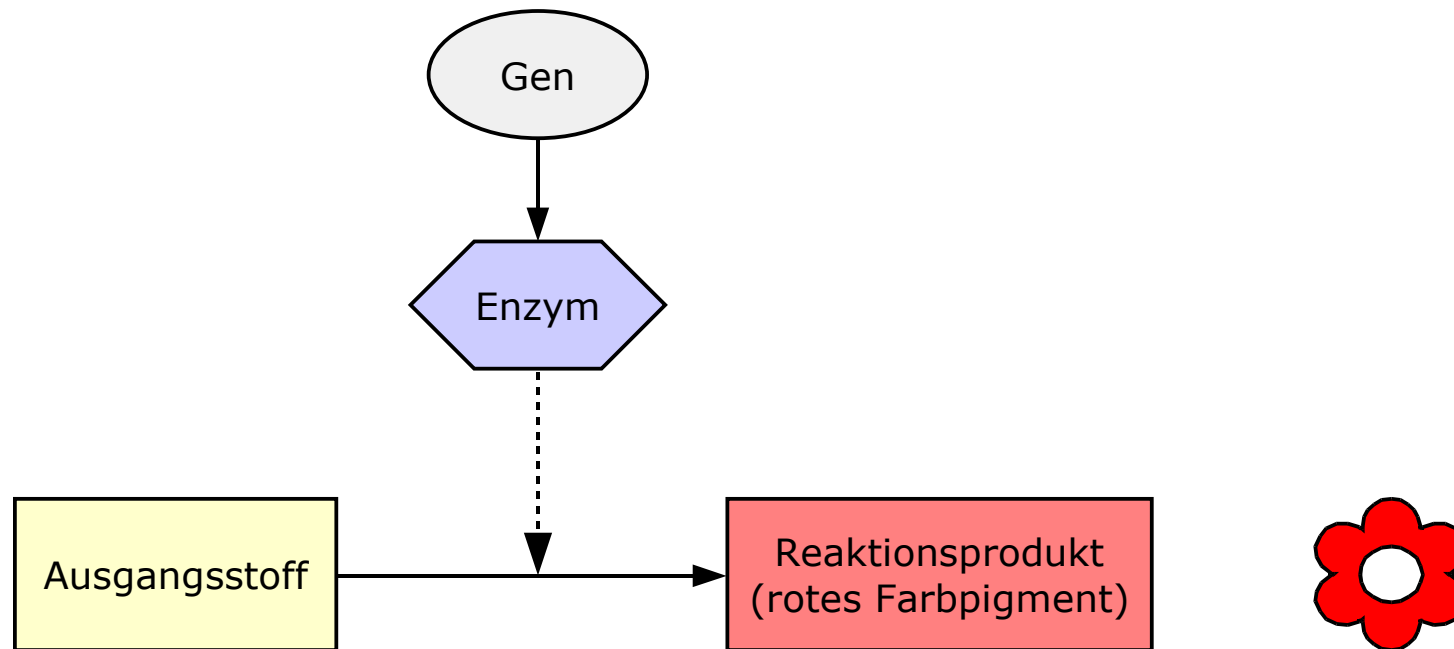 Gen
Enzym
Ausgangsstoff
Reaktionsprodukt
(rotes Farbpigment)